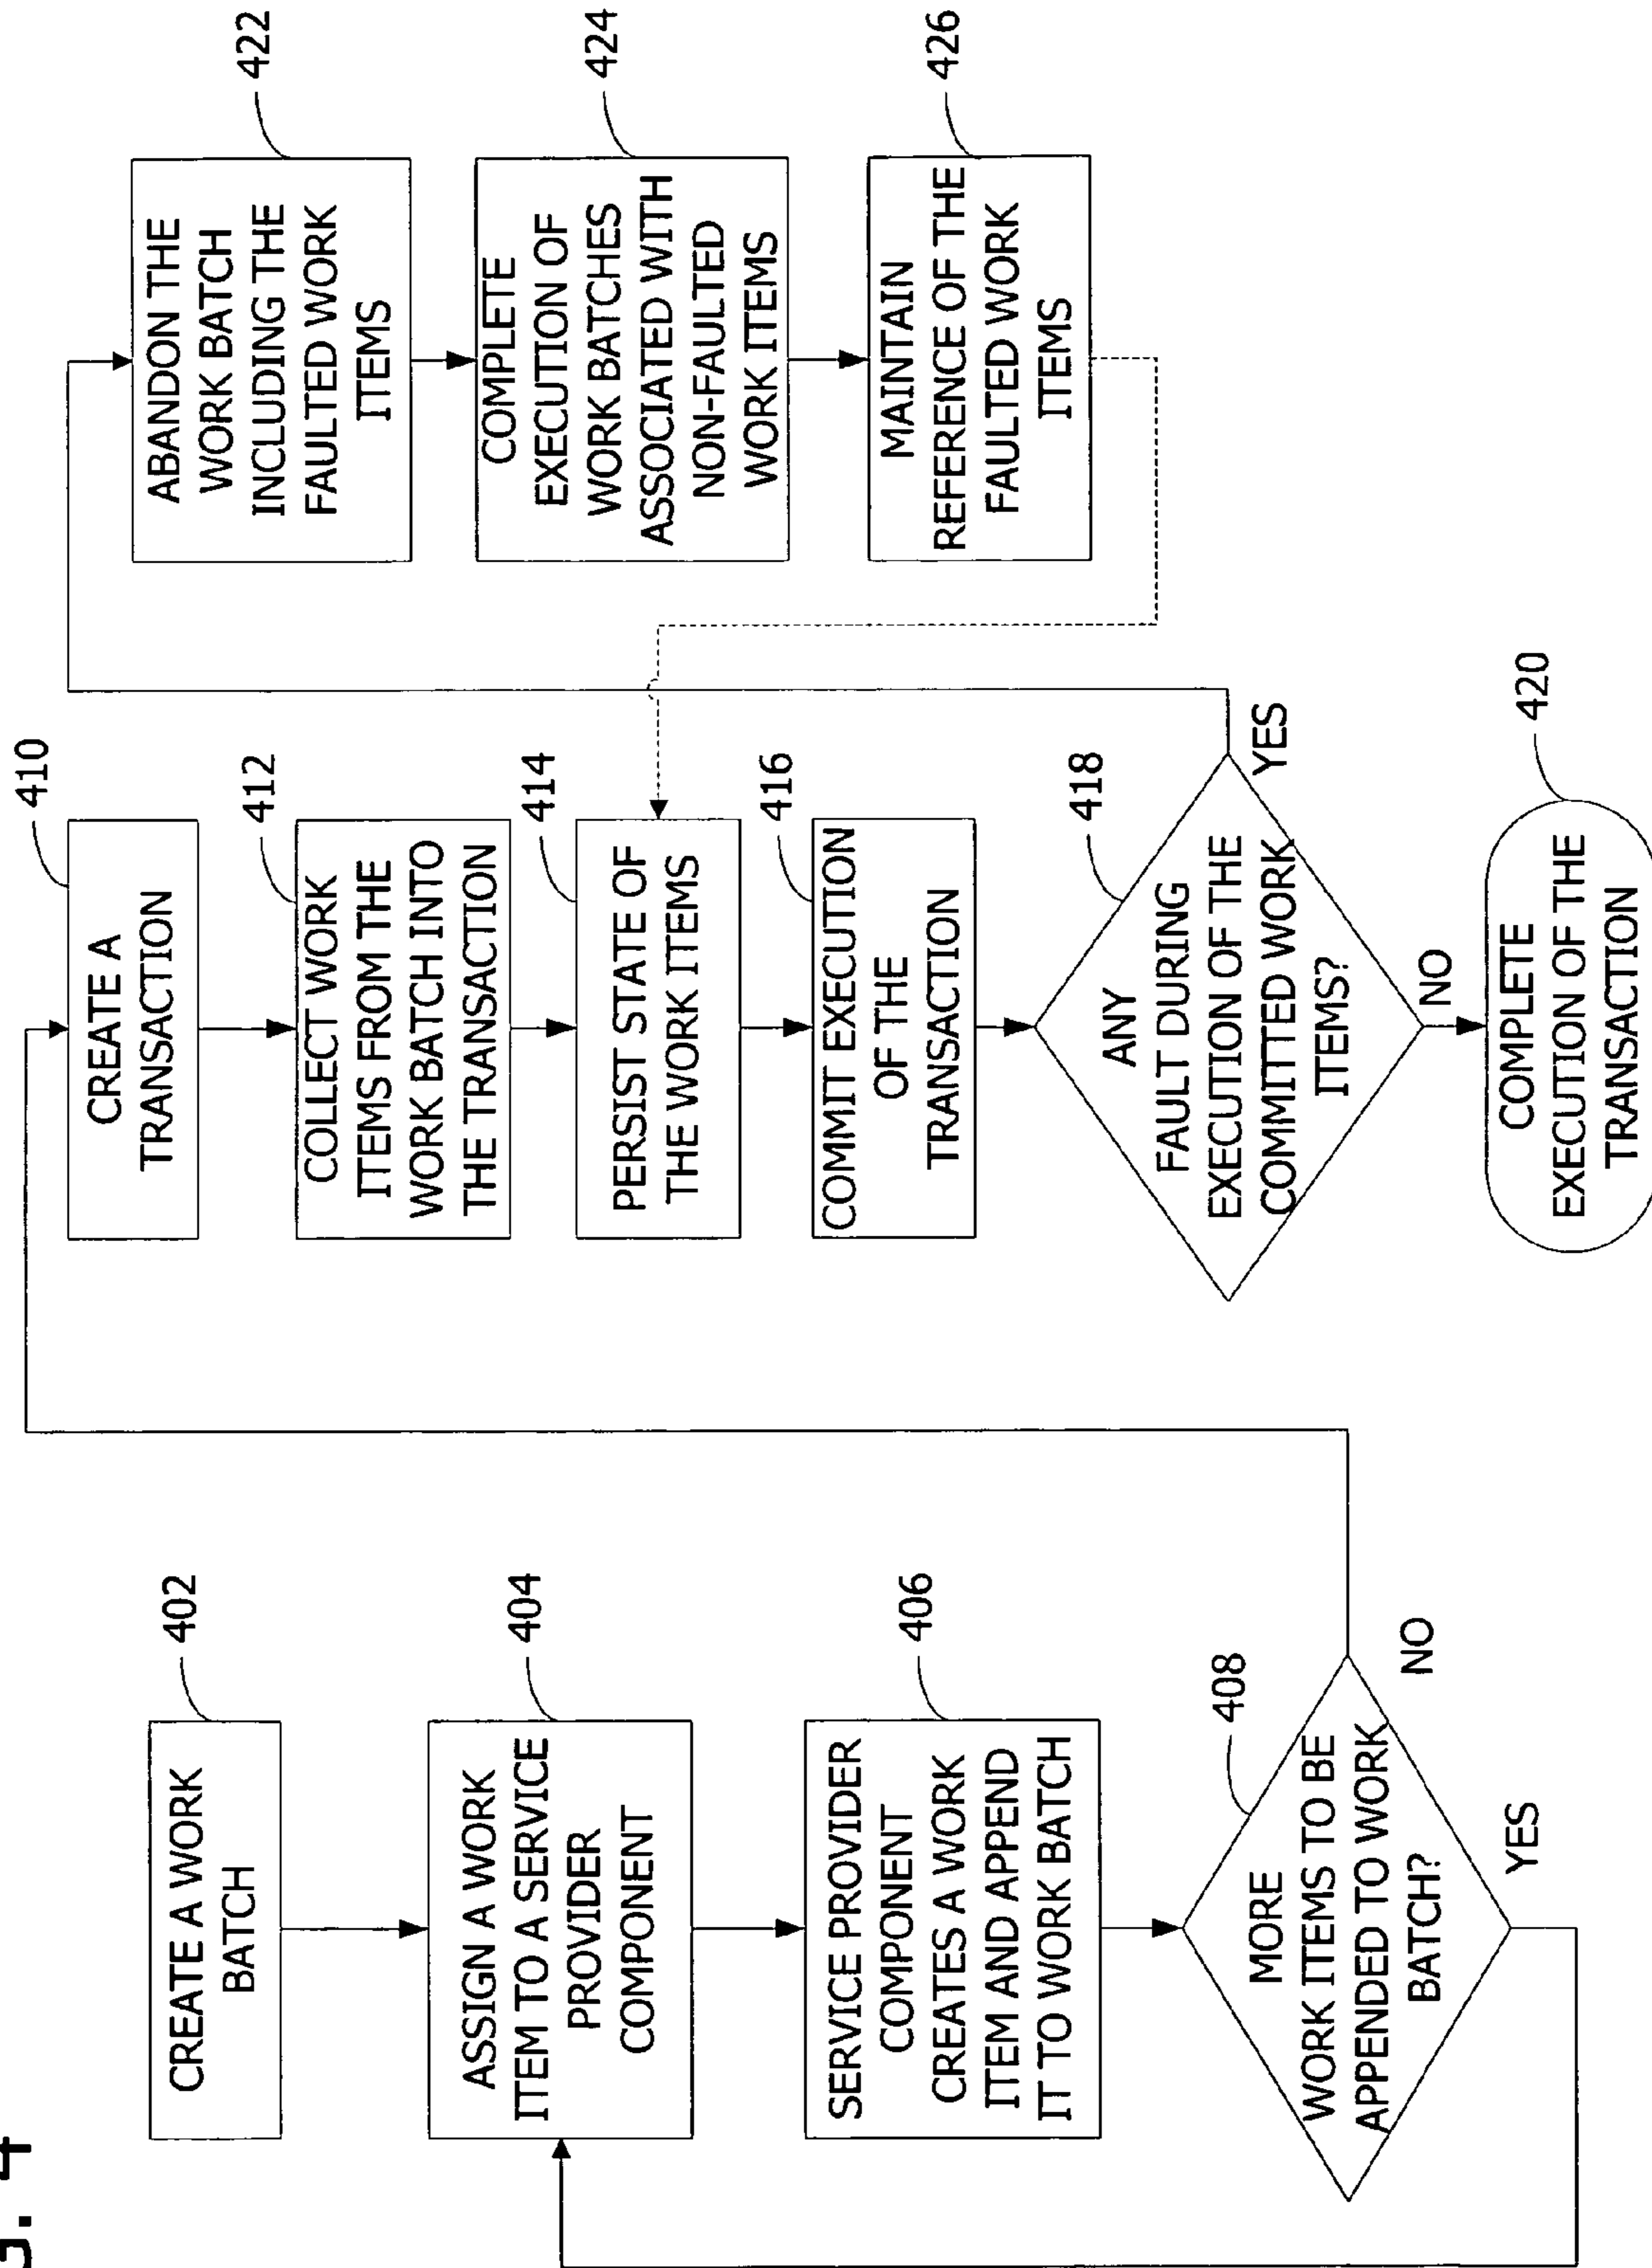 G. 4
CREATE A WORK
BATCH
402
ASSIGN A WORK
ITEM TO A SERVICE
PROVIDER
COMPONENT
404
SERVICE PROVIDER
COMPONENT
CREATES A WORK
ITEM AND APPEND
IT TO WORK BATCH
406
MORE
WORK ITEMS TO BE
APPENDED TO WORK
BATCH?
408
NO
YES
CREATE A
TRANSACTION
410
COLLECT WORK
ITEMS FROM THE
WORK BATCH INTO
THE TRANSACTION
412
PERSIST STATE OF
THE WORK ITEMS
414
COMMIT EXECUTION
OF THE
TRANSACTION
416
ANY
FAULT DURING
EXECUTION OF THE
COMMITTED WORK
ITEMS?
418
YES
NO
COMPLETE
EXECUTION OF THE
TRANSACTION
420
ABANDON THE
WORK BATCH
INCLUDING THE
FAULTED WORK
ITEMS
422
COMPLETE
EXECUTION OF
WORK BATCHES
ASSOCIATED WITH
NON-FAULTED
WORK ITEMS
424
MAINTAIN
REFERENCE OF THE
FAULTED WORK
ITEMS
426